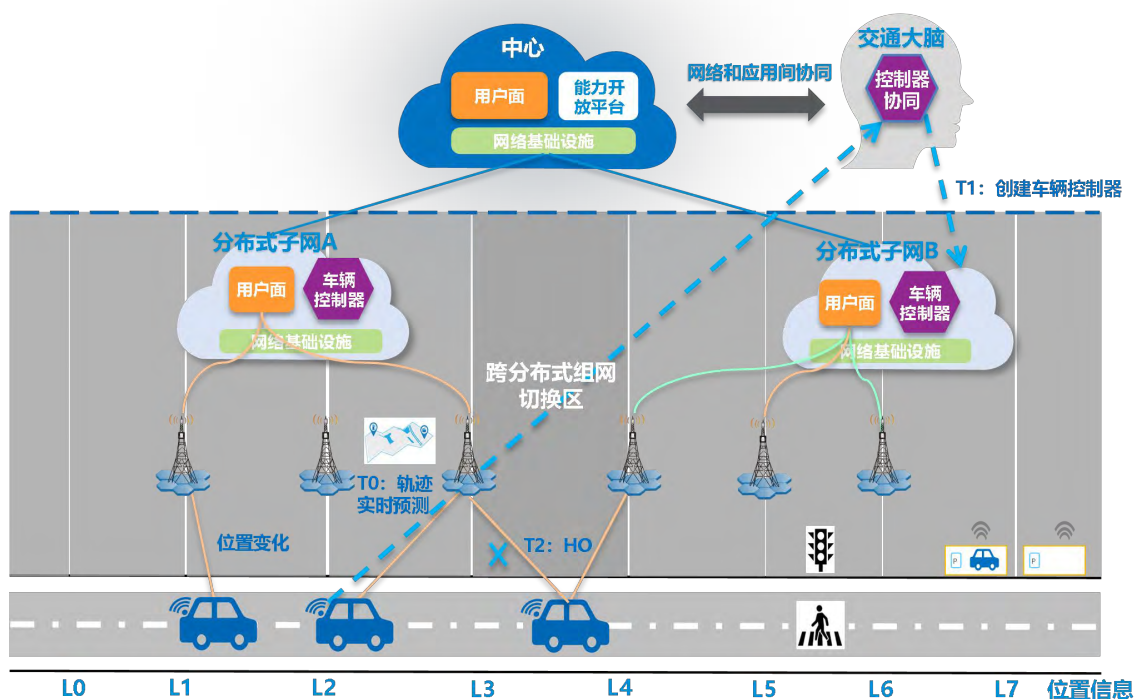 中心
交通大脑
网络和应用间协同
用户面
能力开
放平台
控制器
协同
网络基础设施
T1：创建车辆控制器
分布式子网A
分布式子网B
用户面
车辆
控制器
网络基础设施
用户面
车辆
控制器
网络基础设施
跨分布式组网
切换区
T0：轨迹
实时预测
位置变化
T2：HO
P
P
L0
L1
L2
L3
L4
L5
L6
L7
位置信息